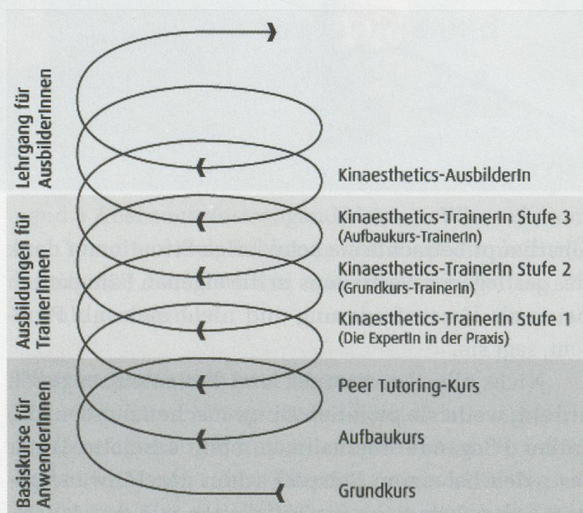 Lehrgang für
AusbilderInnen
Kinaesthetics-AusbilderIn
Ausbildungen für
TrainerInnen
Kinaesthetics-TrainerIn Stufe 3
(Aufbaukurs-TrainerIn)
Kinaesthetics-TrainerIn Stufe 2
(Grundkurs-TrainerIn)
Kinaesthetics-TrainerIn Stufe 1
(Die ExpertIn in der Praxis)
Basiskurse für
AnwenderInnen
Peer Tutoring-Kurs
Aufbaukurs
Grundkurs